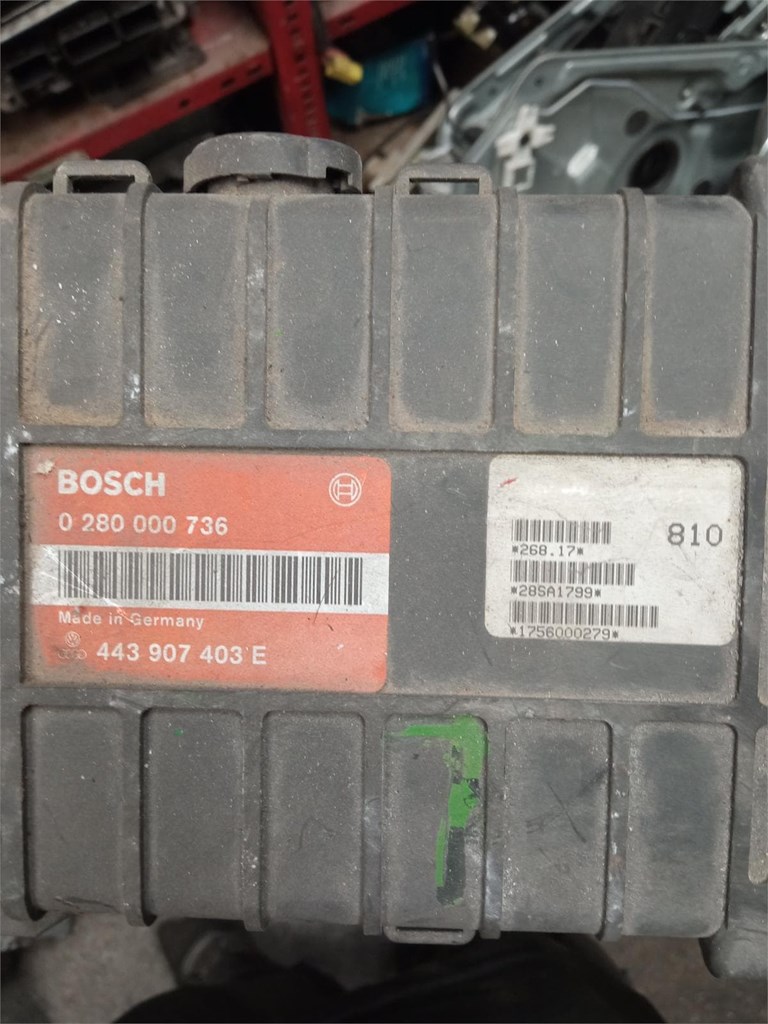 BOSCH
0 280 000 736
Made in Germany
443 907 403 E
810
*268.17*
*28SA1799*
*1756000279*